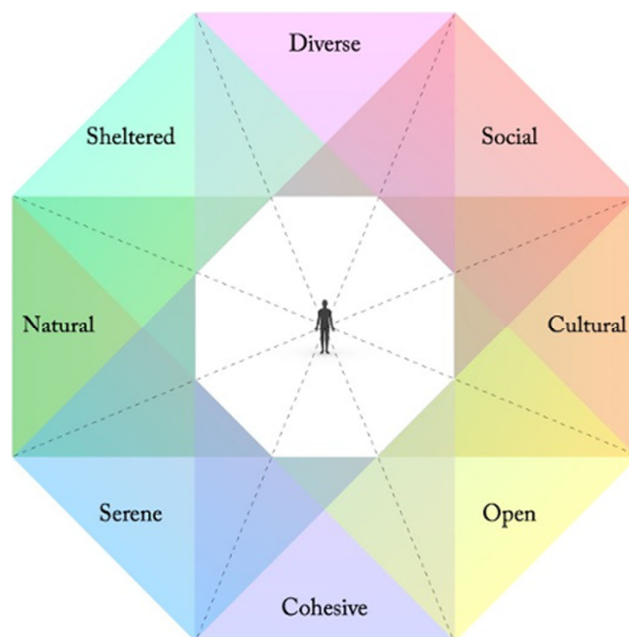 Diverse
Sheltered
Social
Natural
Cultural
Serene
Open
Cohesive